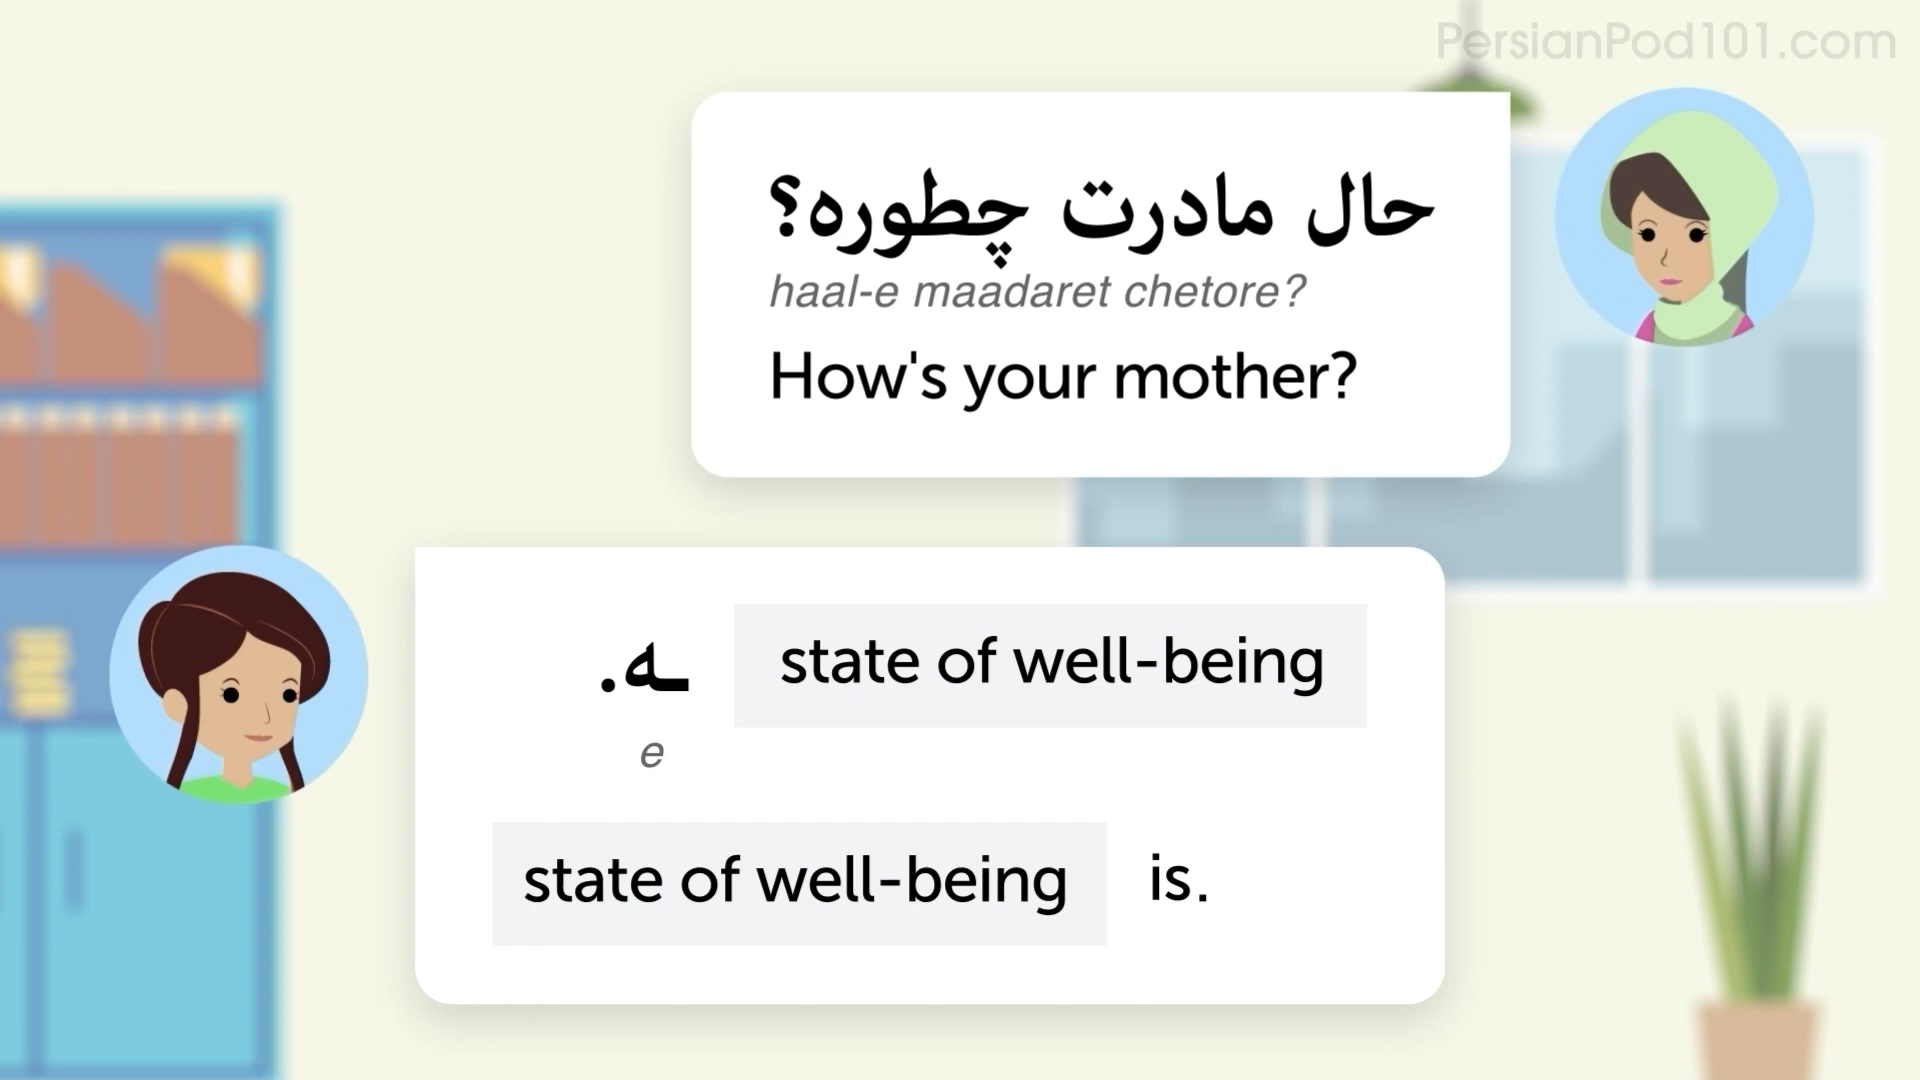 PersianPod101.com
حال مادرت چطوره؟
haal-e maadaret chetore?
How's your mother?
state of well-being ـه.
e
state of well-being is.